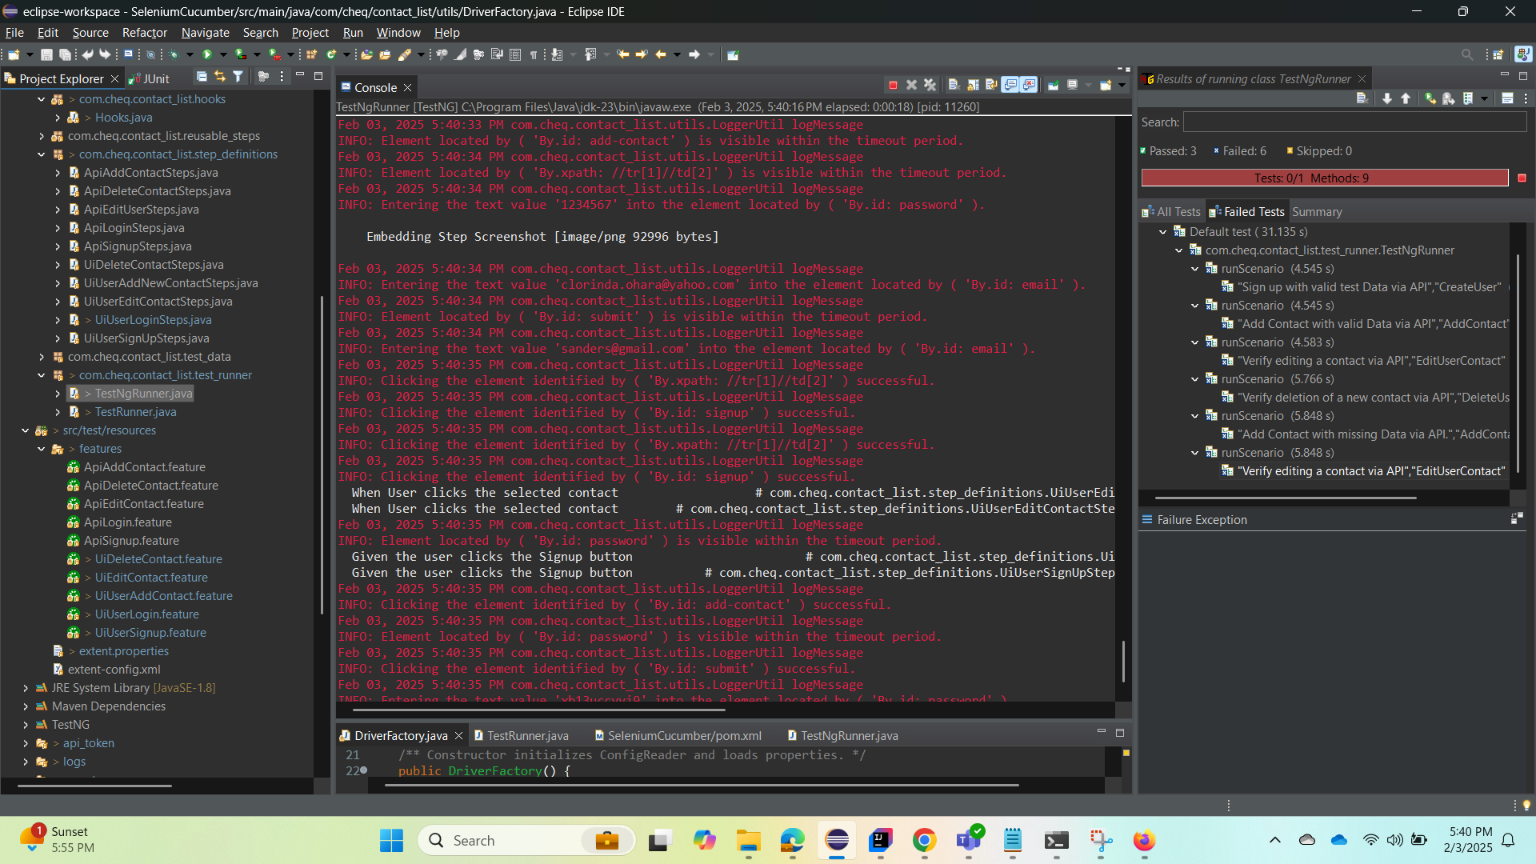 eclipse-workspace - SeleniumCucumber/src/main/java/com/cheq/contact_list/utils/DriverFactory.java - Eclipse IDE
File Edit Source Refactor Navigate Search Project Run Window Help
Project Explorer
JUnit
com.cheq.contact_list.hooks
> Hooks.java
com.cheq.contact_list.reusable_steps
> com.cheq.contact_list.step_definitions
ApiAddContactSteps.java
ApiDeleteContactSteps.java
ApiEditUserSteps.java
ApiLoginSteps.java
ApiSignupSteps.java
UiDeleteContactSteps.java
UiUserAddNewContactSteps.java
UiUserEditContactSteps.java
> UiUserLoginSteps.java
UiUserSignUpSteps.java
com.cheq.contact_list.test_data
> com.cheq.contact_list.test_runner
> TestNgRunner.java
> TestRunner.java
> src/test/resources
> features
ApiAddContact.feature
ApiDeleteContact.feature
ApiEditContact.feature
ApiLogin.feature
ApiSignup.feature
> UiDeleteContact.feature
> UiEditContact.feature
> UiUserAddContact.feature
> UiUserLogin.feature
> UiUserSignup.feature
> extent.properties
extent-config.xml
JRE System Library [JavaSE-1.8]
Maven Dependencies
TestNG
> api_token
> logs
Console
TestNgRunner [TestNG] C:\Program Files\Java\jdk-23\bin\javaw.exe (Feb 3, 2025, 5:40:16 PM elapsed: 0:00:18) [pid: 11260]
Feb 03, 2025 5:40:33 PM com.cheq.contact_list.utils.LoggerUtil logMessage
INFO: Element located by ( 'By.id: add-contact' ) is visible within the timeout period.
Feb 03, 2025 5:40:34 PM com.cheq.contact_list.utils.LoggerUtil logMessage
INFO: Element located by ( 'By.xpath: //tr[1]//td[2]' ) is visible within the timeout period.
Feb 03, 2025 5:40:34 PM com.cheq.contact_list.utils.LoggerUtil logMessage
INFO: Entering the text value '1234567' into the element located by ( 'By.id: password' ).
Embedding Step Screenshot [image/png 92996 bytes]
Feb 03, 2025 5:40:34 PM com.cheq.contact_list.utils.LoggerUtil logMessage
INFO: Entering the text value 'clorinda.ohara@yahoo.com' into the element located by ( 'By.id: email' ).
Feb 03, 2025 5:40:34 PM com.cheq.contact_list.utils.LoggerUtil logMessage
INFO: Element located by ( 'By.id: submit' ) is visible within the timeout period.
Feb 03, 2025 5:40:34 PM com.cheq.contact_list.utils.LoggerUtil logMessage
INFO: Entering the text value 'sanders@gmail.com' into the element located by ( 'By.id: email' ).
Feb 03, 2025 5:40:35 PM com.cheq.contact_list.utils.LoggerUtil logMessage
INFO: Clicking the element identified by ( 'By.xpath: //tr[1]//td[2]' ) successful.
Feb 03, 2025 5:40:35 PM com.cheq.contact_list.utils.LoggerUtil logMessage
INFO: Clicking the element identified by ( 'By.id: signup' ) successful.
Feb 03, 2025 5:40:35 PM com.cheq.contact_list.utils.LoggerUtil logMessage
INFO: Clicking the element identified by ( 'By.xpath: //tr[1]//td[2]' ) successful.
Feb 03, 2025 5:40:35 PM com.cheq.contact_list.utils.LoggerUtil logMessage
INFO: Clicking the element identified by ( 'By.id: signup' ) successful.
When User clicks the selected contact # com.cheq.contact_list.step_definitions.UiUserEdi
When User clicks the selected contact # com.cheq.contact_list.step_definitions.UiUserEditContactSte
Feb 03, 2025 5:40:35 PM com.cheq.contact_list.utils.LoggerUtil logMessage
INFO: Element located by ( 'By.id: password' ) is visible within the timeout period.
Given the user clicks the Signup button # com.cheq.contact_list.step_definitions.Ui
Given the user clicks the Signup button # com.cheq.contact_list.step_definitions.UiUserSignUpStep
Feb 03, 2025 5:40:35 PM com.cheq.contact_list.utils.LoggerUtil logMessage
INFO: Clicking the element identified by ( 'By.id: add-contact' ) successful.
Feb 03, 2025 5:40:35 PM com.cheq.contact_list.utils.LoggerUtil logMessage
INFO: Element located by ( 'By.id: password' ) is visible within the timeout period.
Feb 03, 2025 5:40:35 PM com.cheq.contact_list.utils.LoggerUtil logMessage
INFO: Clicking the element identified by ( 'By.id: submit' ) successful.
Feb 03, 2025 5:40:35 PM com.cheq.contact_list.utils.LoggerUtil logMessage
INFO: Entering the text value into the element located by ( 'By.id: password' )
DriverFactory.java TestRunner.java SeleniumCucumber/pom.xml TestNgRunner.java
21 /** Constructor initializes ConfigReader and loads properties. */
22 public DriverFactory() {
Results of running class TestNgRunner
Search:
Passed: 3 Failed: 6 Skipped: 0
Tests: 0/1 Methods: 9
All Tests Failed Tests Summary
Default test ( 31.135 s)
com.cheq.contact_list.test_runner.TestNgRunner
runScenario (4.545 s)
"Sign up with valid test Data via API","CreateUser" (
runScenario (4.545 s)
"Add Contact with valid Data via API","AddContact"
runScenario (4.583 s)
"Verify editing a contact via API","EditUserContact"
runScenario (5.766 s)
"Verify deletion of a new contact via API","DeleteUs
runScenario (5.848 s)
"Add Contact with missing Data via API.","AddConta
runScenario (5.848 s)
"Verify editing a contact via API","EditUserContact"
Failure Exception
1
Sunset
5:55 PM
Search
5:40 PM
2/3/2025